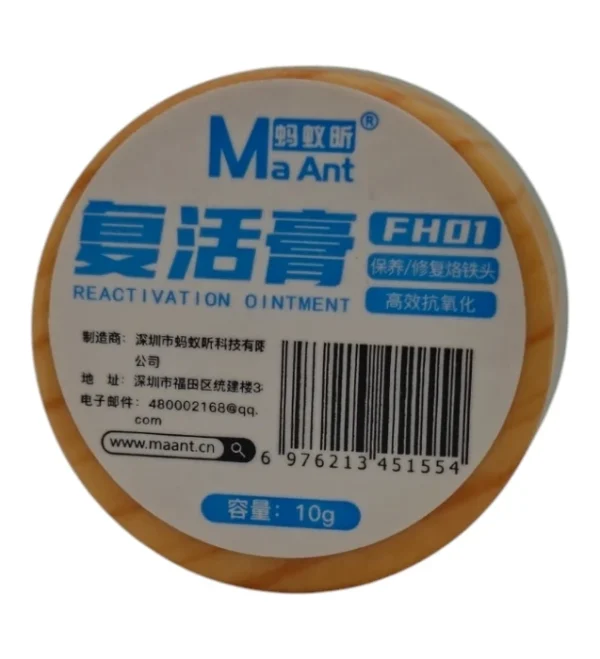 Ma Ant 蚂蚁昕®
复活膏
REACTIVATION OINTMENT
FH01
保养/修复烙铁头
高效抗氧化
制造商：深圳市蚂蚁昕科技有限
公司
地 址：深圳市福田区统建楼3
电子邮件：480002168@qq.
com
www.maant.cn
6 976213 451554
容量：10g